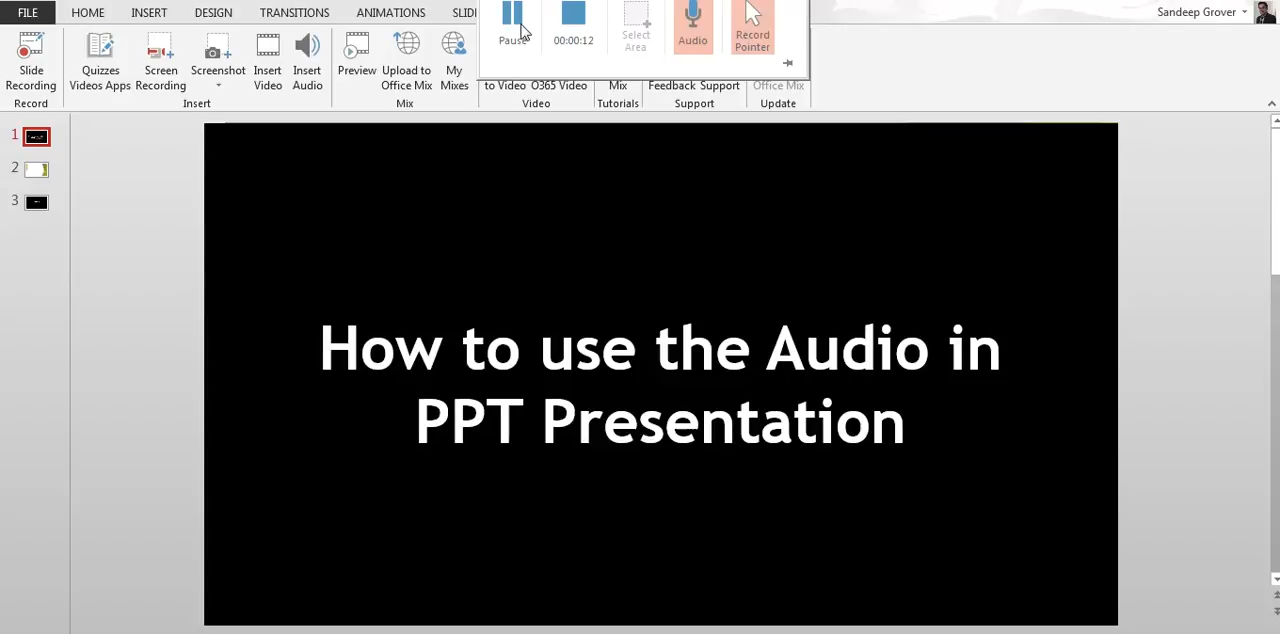 FILE HOME INSERT DESIGN TRANSITIONS ANIMATIONS Sandeep Grover
Pause 00:00:12 Select Area Audio Record Pointer
Slide Recording
Quizzes Videos Apps
Screen Recording
Screenshot
Insert Video
Insert Audio
Preview
Upload to Office Mix
My Mixes
to Video O365 Video
Mix
Feedback Support
Office Mix
Record Insert Mix Video Tutorials Support Update
1
2
3
How to use the Audio in
PPT Presentation